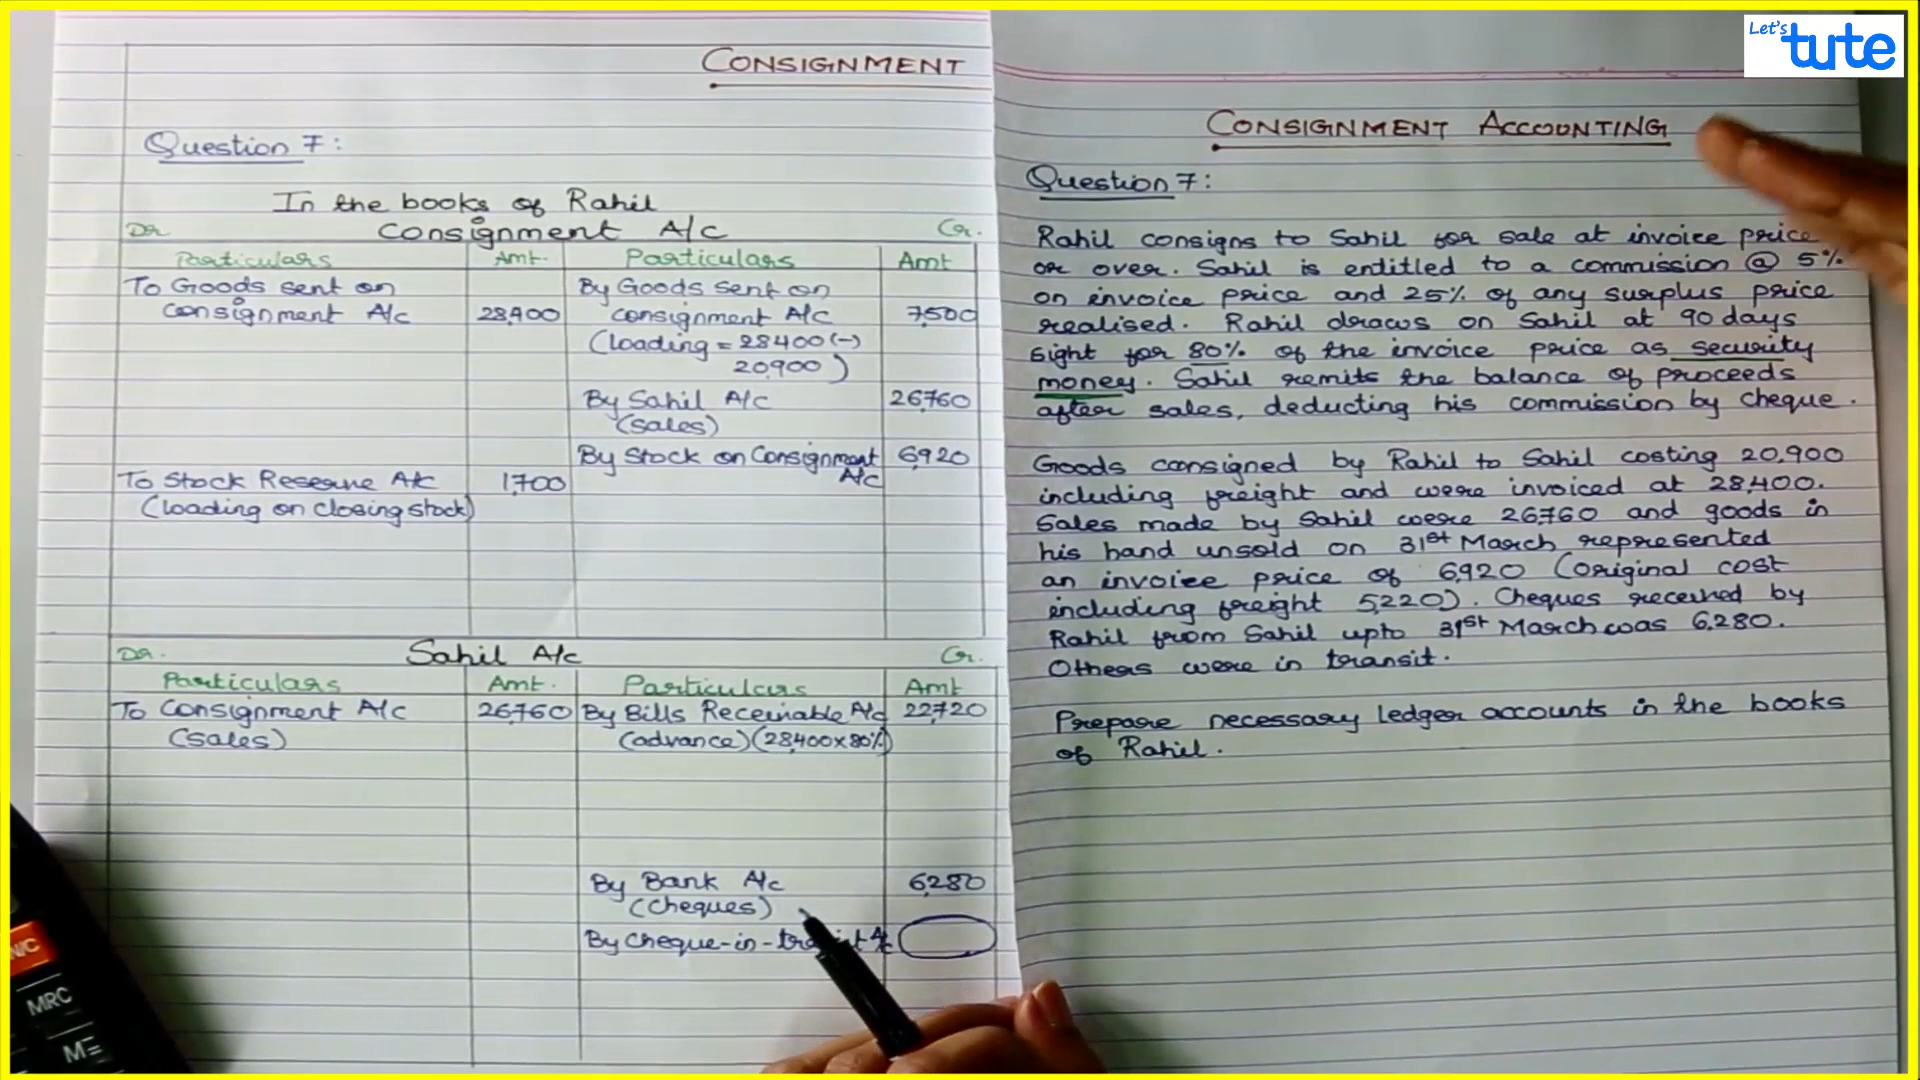 Let's tute
CONSIGNMENT
Question 7:
In the books of Rahil
Dr Consignment A/c Cr.
Particulars Amt. Particulars Amt
To Goods sent on By Goods sent on
consignment A/c 28,400 consignment A/c 7,500
(loading = 28400 (-)
20,900)
By Sahil A/c 26,760
(sales)
By Stock on Consignment 6,920
A/c
To Stock Reserve A/c 1,700
(loading on closing stock)
Dr. Sahil A/c Cr.
Particulars Amt. Particulars Amt
To Consignment A/c 26,760 By Bills Receivable A/c 22,720
(sales) (advance) (28,400x80%)
By Bank A/c 6,280
(cheques)
By cheque-in-transit A/c
CONSIGNMENT ACCOUNTING
Question 7:
Rahil consigns to Sahil for sale at invoice price
or over. Sahil is entitled to a commission @ 5%
on invoice price and 25% of any surplus price
realised. Rahil draws on Sahil at 90 days
sight for 80% of the invoice price as security
money. Sahil remits the balance of proceeds
after sales, deducting his commission by cheque.
Goods consigned by Rahil to Sahil costing 20,900
including freight and were invoiced at 28,400.
Sales made by Sahil were 26,760 and goods in
his hand unsold on 31st March represented
an invoice price of 6,920 (original cost
including freight 5,220). Cheques received by
Rahil from Sahil upto 31st March was 6,280.
Others were in transit.
Prepare necessary ledger accounts in the books
of Rahil.
MRC
M=